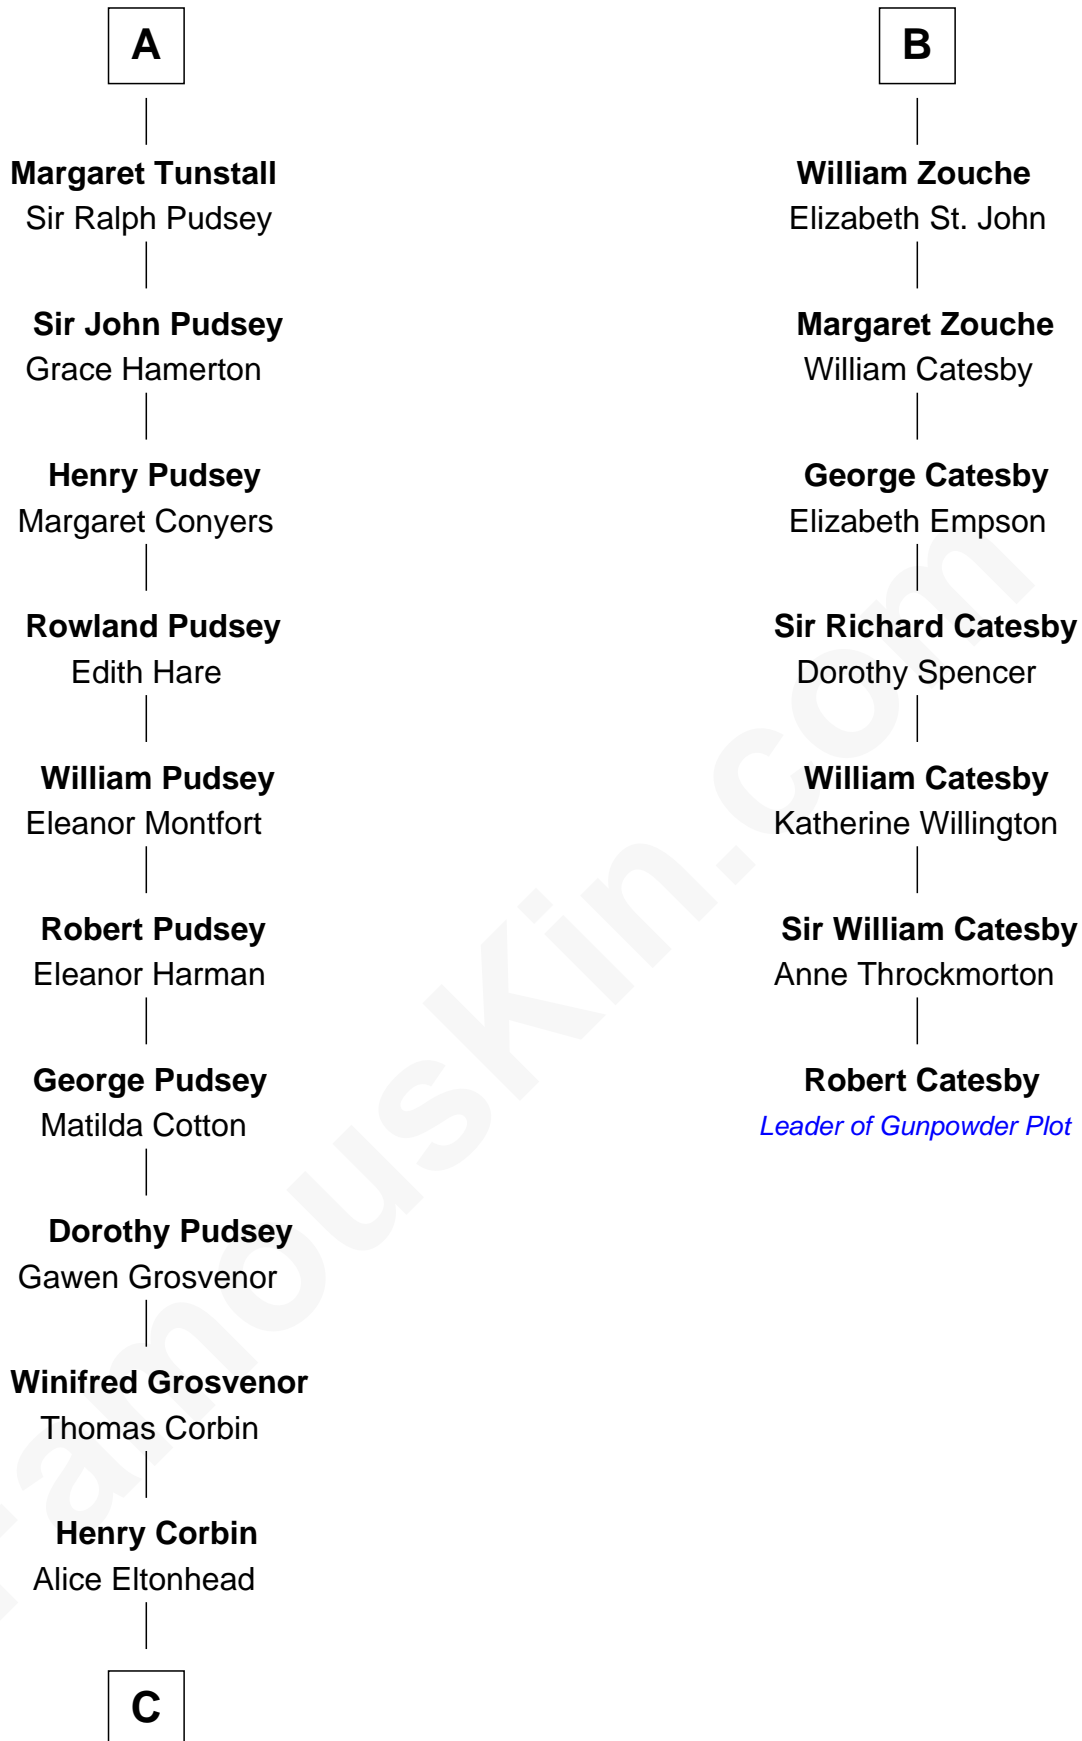 A
Margaret Tunstall
Sir Ralph Pudsey
Sir John Pudsey
Grace Hamerton
Henry Pudsey
Margaret Conyers
Rowland Pudsey
Edith Hare
William Pudsey
Eleanor Montfort
Robert Pudsey
Eleanor Harman
George Pudsey
Matilda Cotton
Dorothy Pudsey
Gawen Grosvenor
Winifred Grosvenor
Thomas Corbin
Henry Corbin
Alice Eltonhead
C
B
William Zouche
Elizabeth St. John
Margaret Zouche
William Catesby
George Catesby
Elizabeth Empson
Sir Richard Catesby
Dorothy Spencer
William Catesby
Katherine Willington
Sir William Catesby
Anne Throckmorton
Robert Catesby
Leader of Gunpowder Plot
FamousKin.com